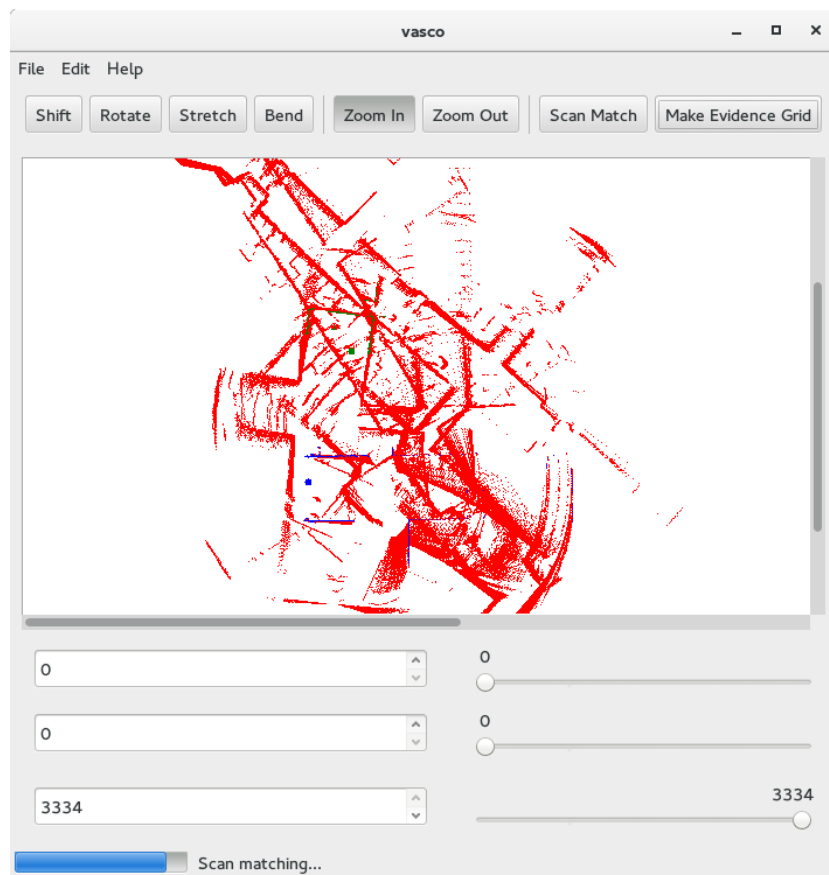 vasco
File Edit Help
Shift Rotate Stretch Bend Zoom In Zoom Out Scan Match Make Evidence Grid
0 0
0 0
3334 3334
Scan matching...